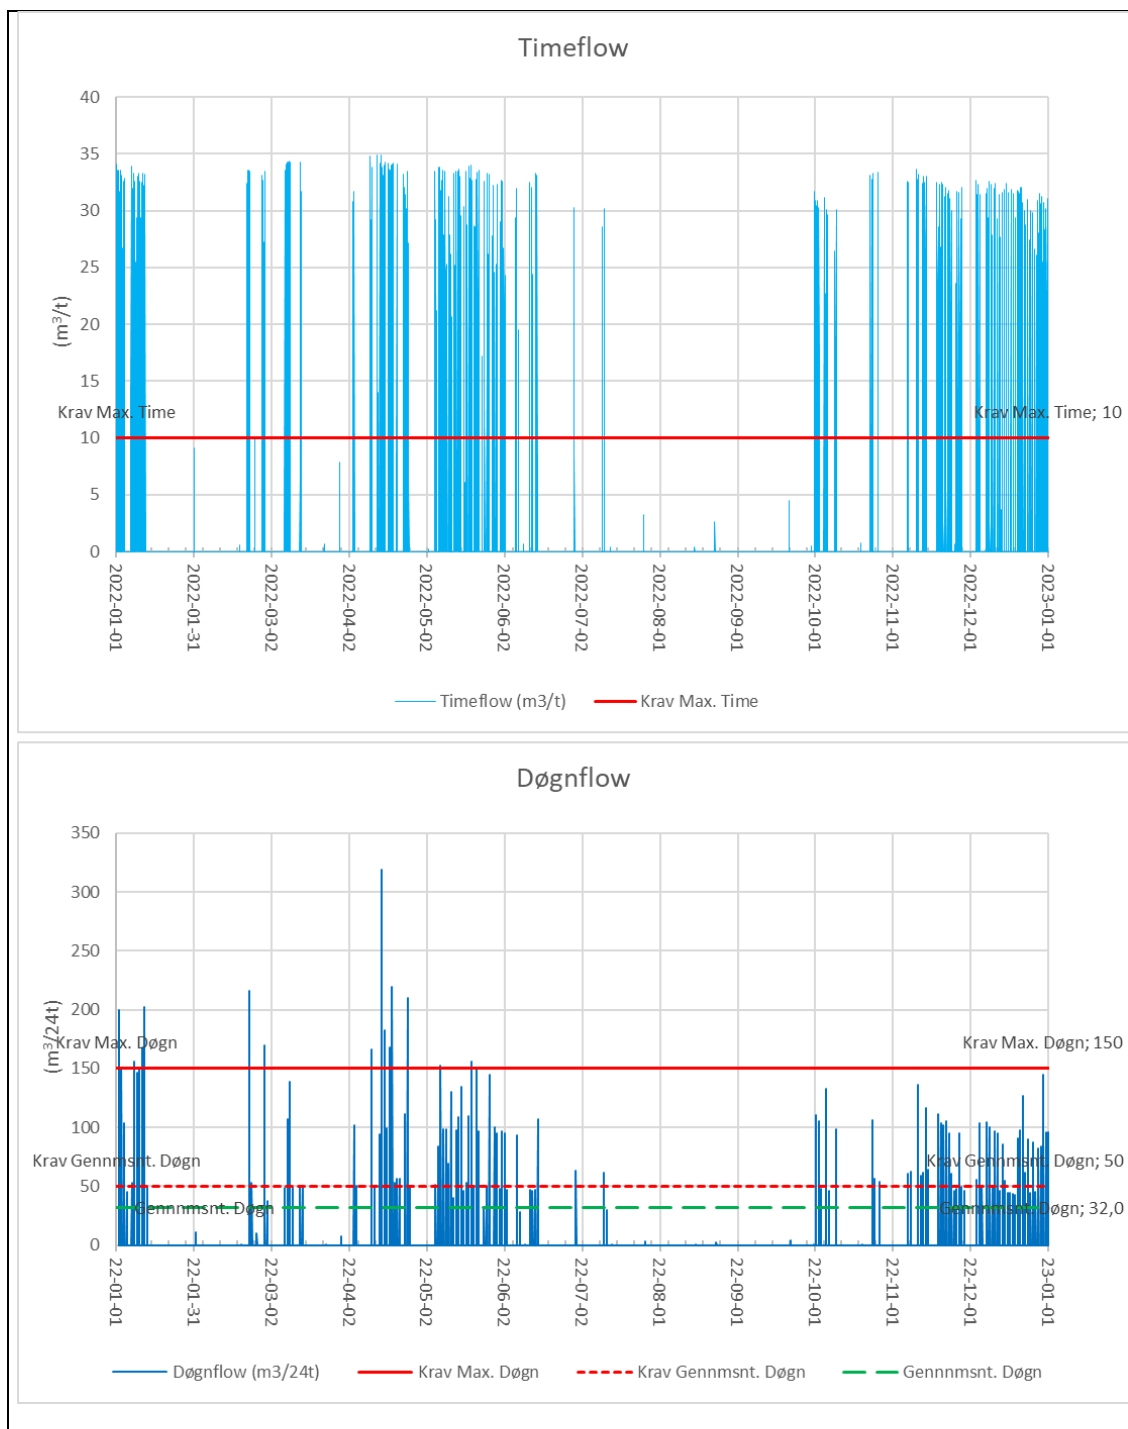 Timeflow
40
35
30
25
20
15
10
5
0
(m³/t)
Krav Max. Time
Krav Max. Time; 10
2022-01-01
2022-01-31
2022-03-02
2022-04-02
2022-05-02
2022-06-02
2022-07-02
2022-08-01
2022-09-01
2022-10-01
2022-11-01
2022-12-01
2023-01-01
Timeflow (m3/t)
Krav Max. Time
Døgnflow
350
300
250
200
150
100
50
0
(m³/24t)
Krav Max. Døgn
Krav Max. Døgn; 150
Krav Gennmsnt. Døgn
Krav Gennmsnt. Døgn; 50
Gennnmsnt. Døgn
Gennnmsnt. Døgn; 32,0
22-01-01
22-01-31
22-03-02
22-04-02
22-05-02
22-06-02
22-07-02
22-08-01
22-09-01
22-10-01
22-11-01
22-12-01
23-01-01
Døgnflow (m3/24t)
Krav Max. Døgn
Krav Gennmsnt. Døgn
Gennnmsnt. Døgn